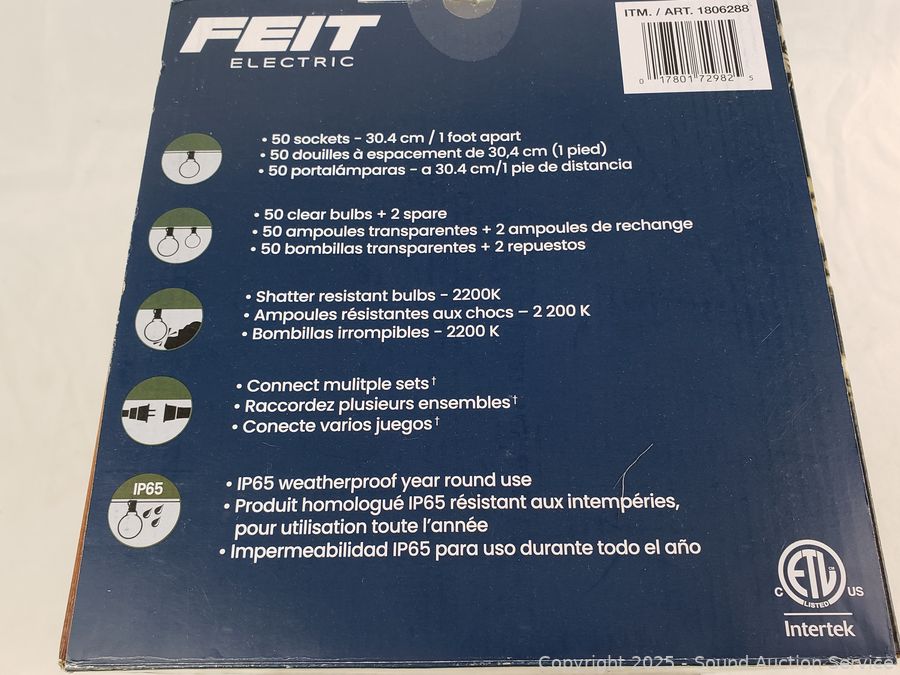 FEIT
ELECTRIC
ITM. / ART. 1806288
0 17801 72982 5
• 50 sockets - 30.4 cm / 1 foot apart
• 50 douilles à espacement de 30,4 cm (1 pied)
• 50 portalámparas - a 30.4 cm/1 pie de distancia
• 50 clear bulbs + 2 spare
• 50 ampoules transparentes + 2 ampoules de rechange
• 50 bombillas transparentes + 2 repuestos
• Shatter resistant bulbs - 2200K
• Ampoules résistantes aux chocs – 2 200 K
• Bombillas irrompibles - 2200 K
• Connect mulitple sets†
• Raccordez plusieurs ensembles†
• Conecte varios juegos†
IP65
• IP65 weatherproof year round use
• Produit homologué IP65 résistant aux intempéries,
pour utilisation toute l'année
• Impermeabilidad IP65 para uso durante todo el año
C ETL CM US
LISTED
Intertek
Copyright 2025 - Sound Auction Service